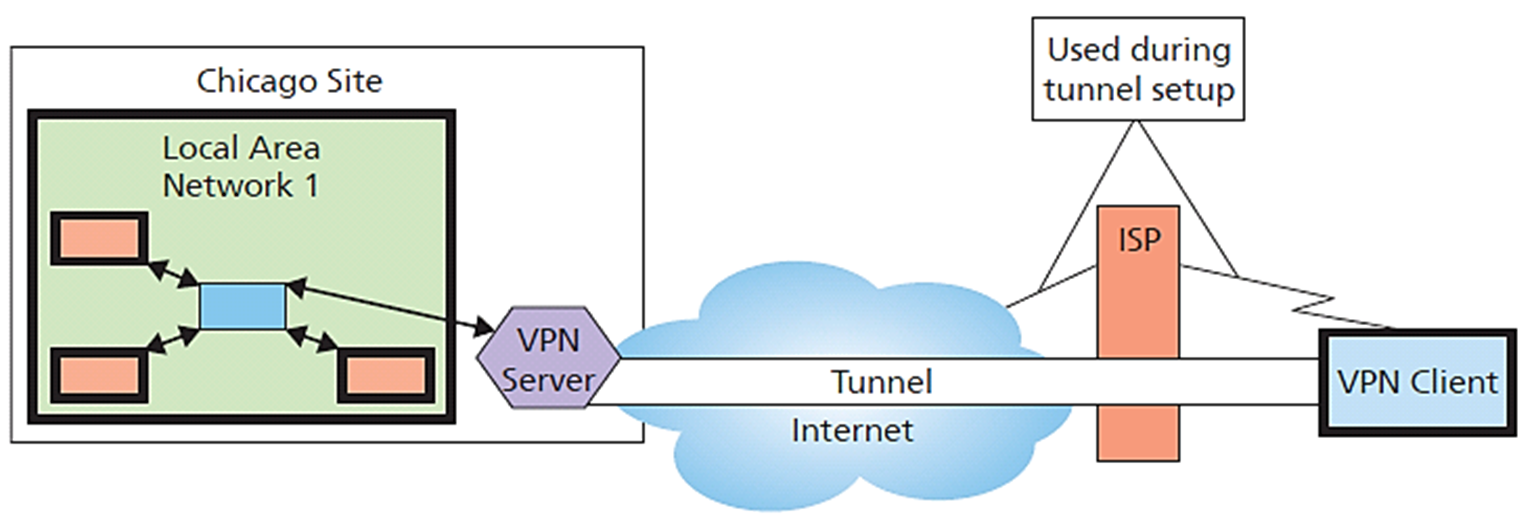 Chicago Site
Local Area
Network 1
VPN
Server
Tunnel
Internet
Used during
tunnel setup
ISP
VPN Client